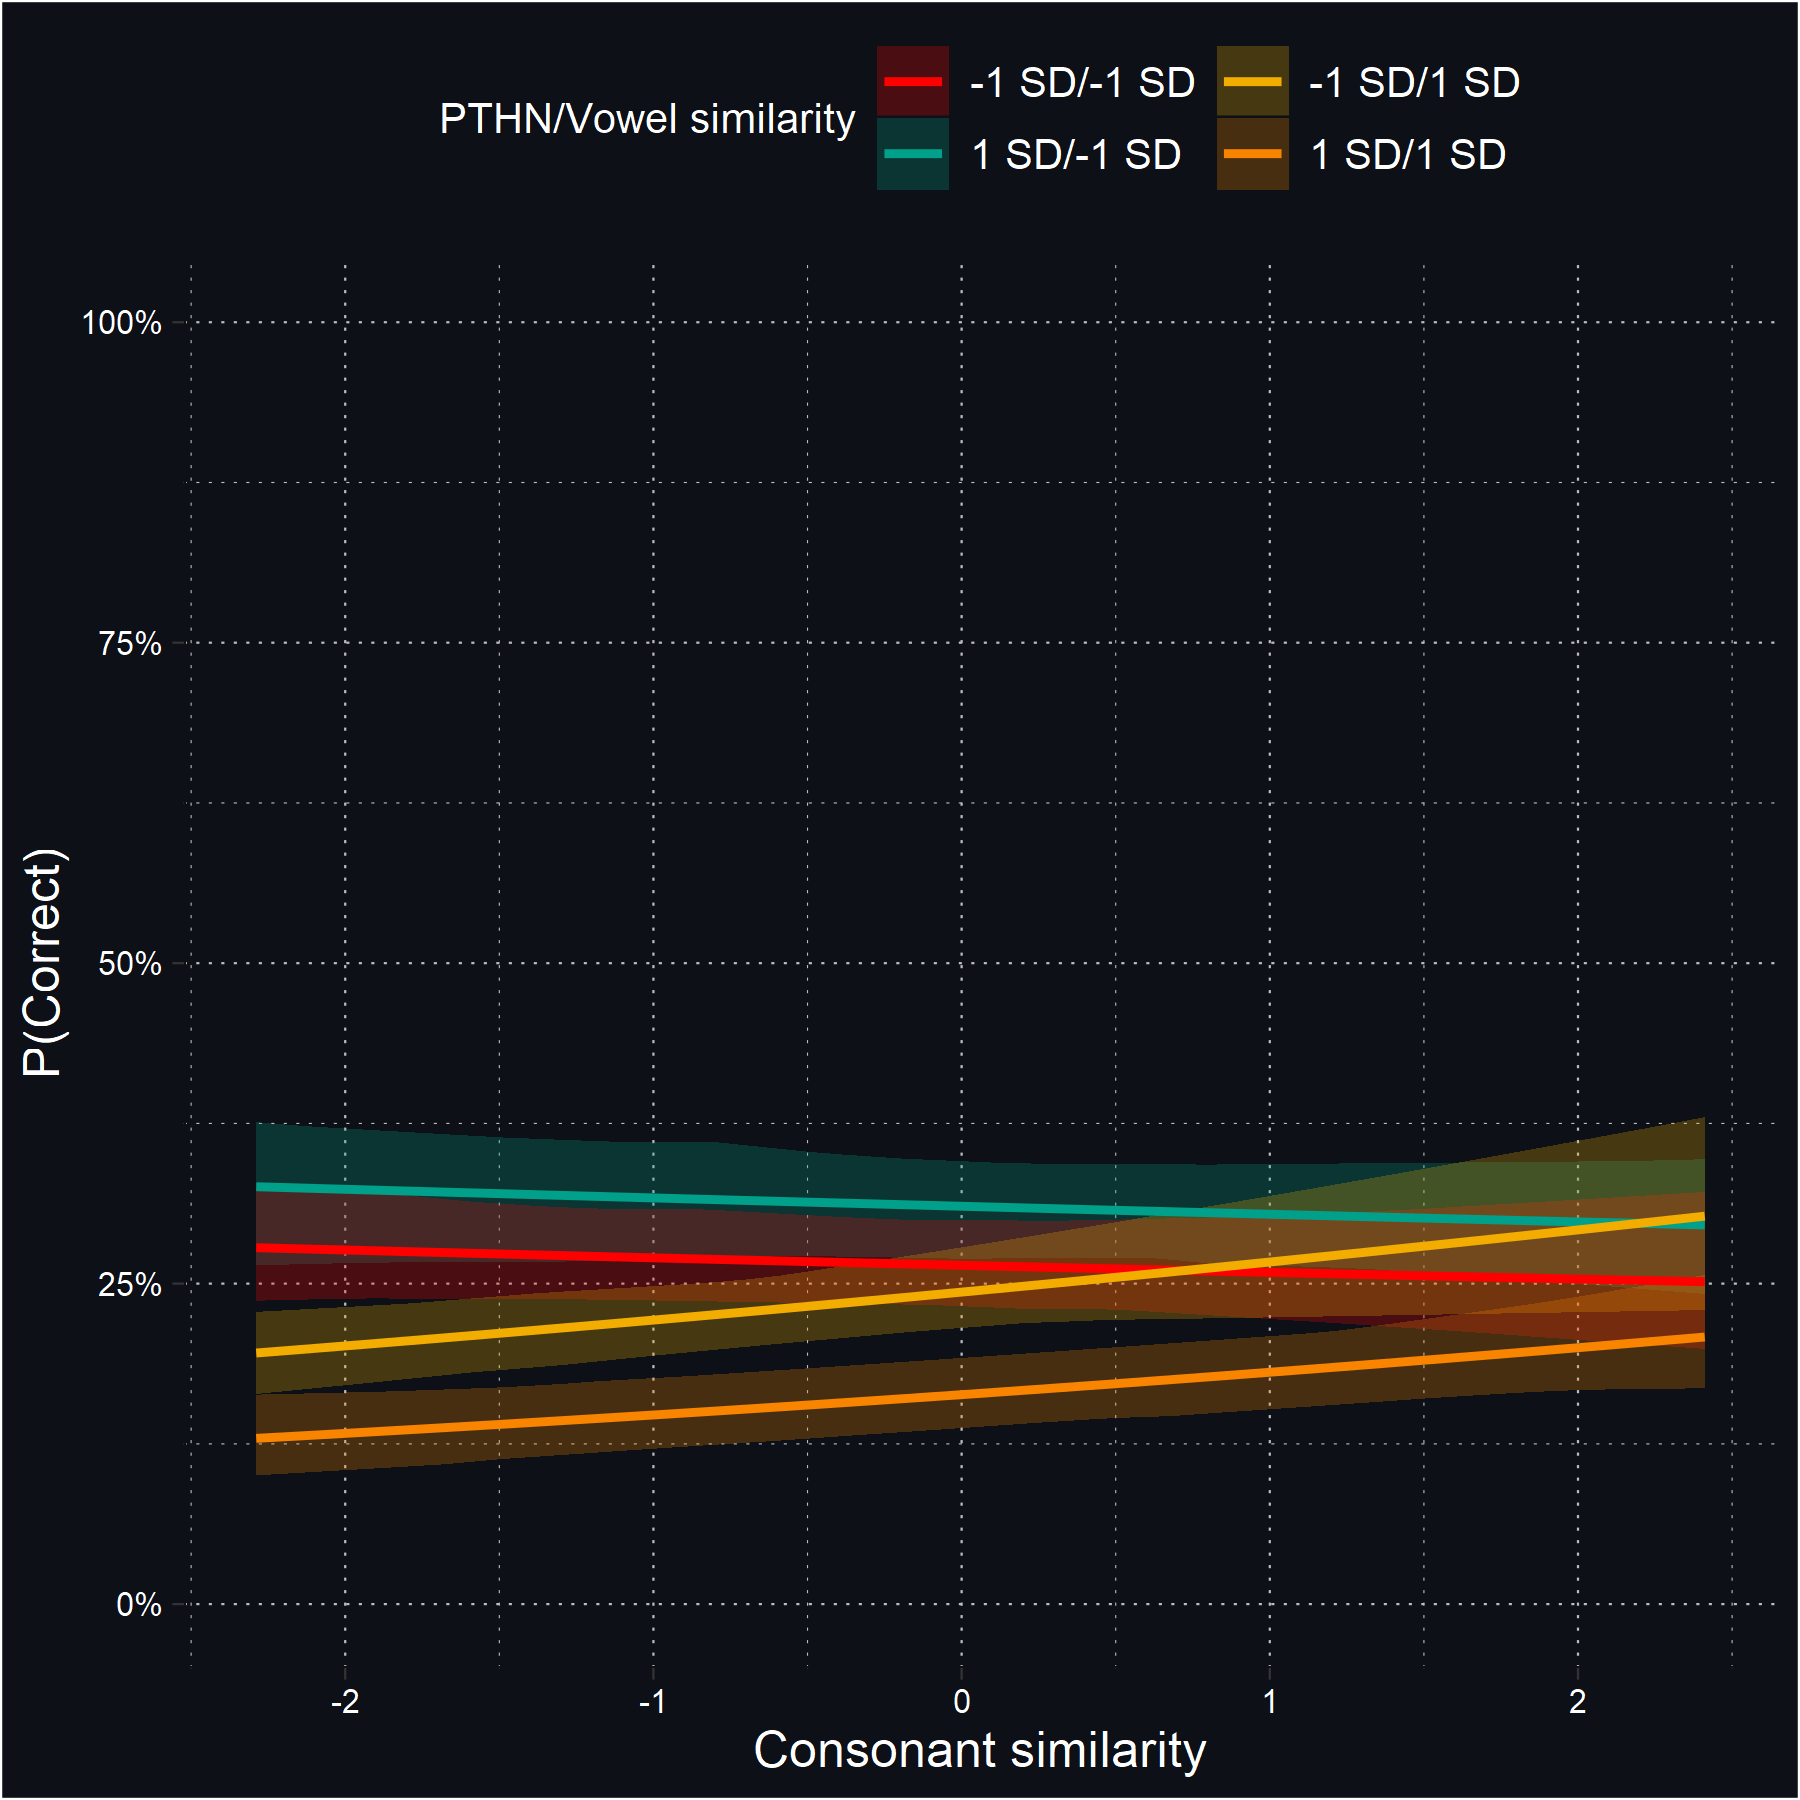 PTHN/Vowel similarity
-1 SD/-1 SD
1 SD/-1 SD
-1 SD/1 SD
1 SD/1 SD
100%
75%
50%
25%
0%
P(Correct)
-2
-1
0
1
2
Consonant similarity